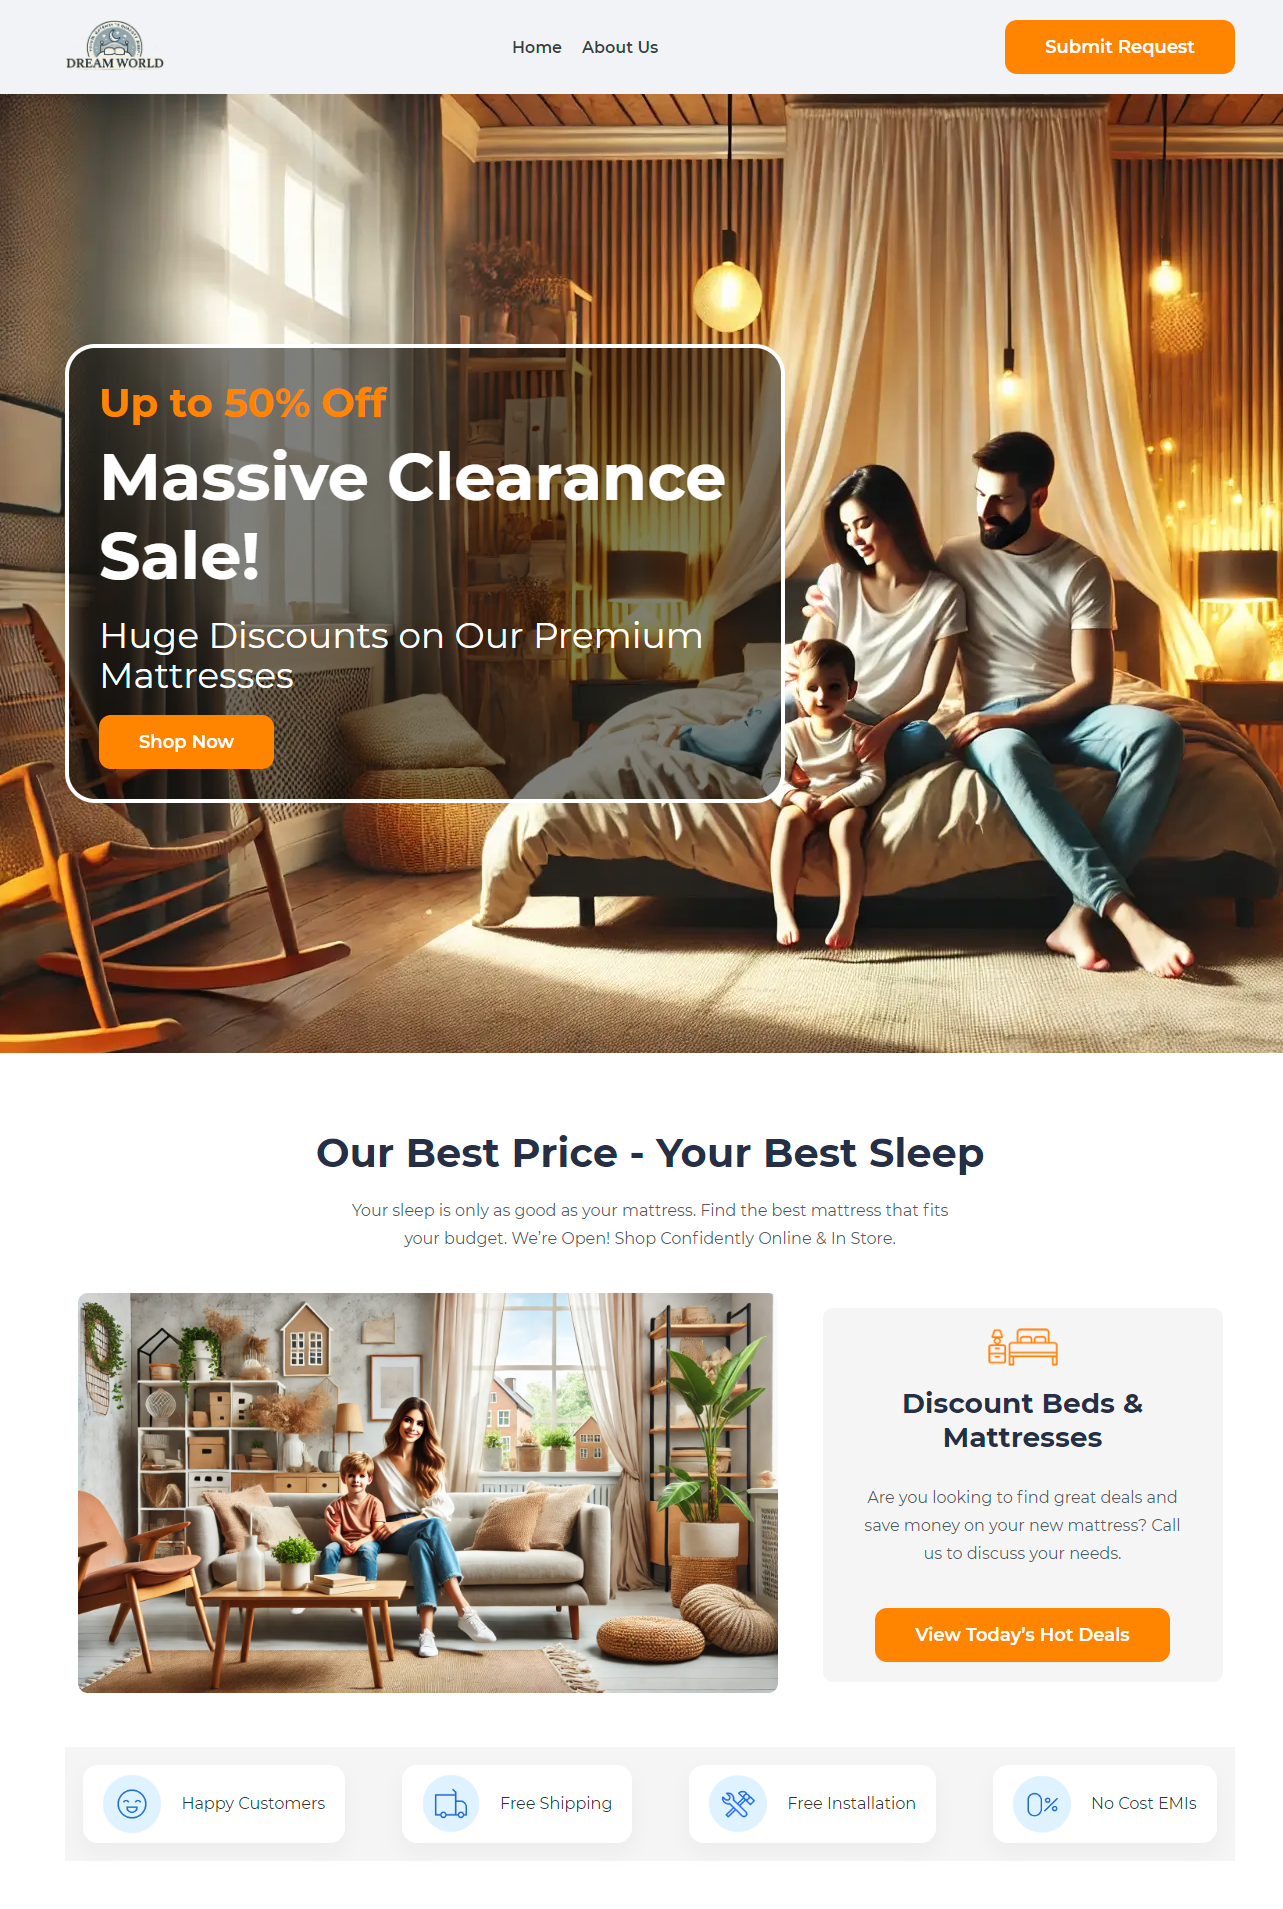 DREAM WORLD
Home
About Us
Submit Request
Up to 50% Off
Massive Clearance
Sale!
Huge Discounts on Our Premium
Mattresses
Shop Now
Our Best Price - Your Best Sleep
Your sleep is only as good as your mattress. Find the best mattress that fits
your budget. We’re Open! Shop Confidently Online & In Store.
Discount Beds &
Mattresses
Are you looking to find great deals and
save money on your new mattress? Call
us to discuss your needs.
View Today’s Hot Deals
Happy Customers
Free Shipping
Free Installation
0%
No Cost EMIs